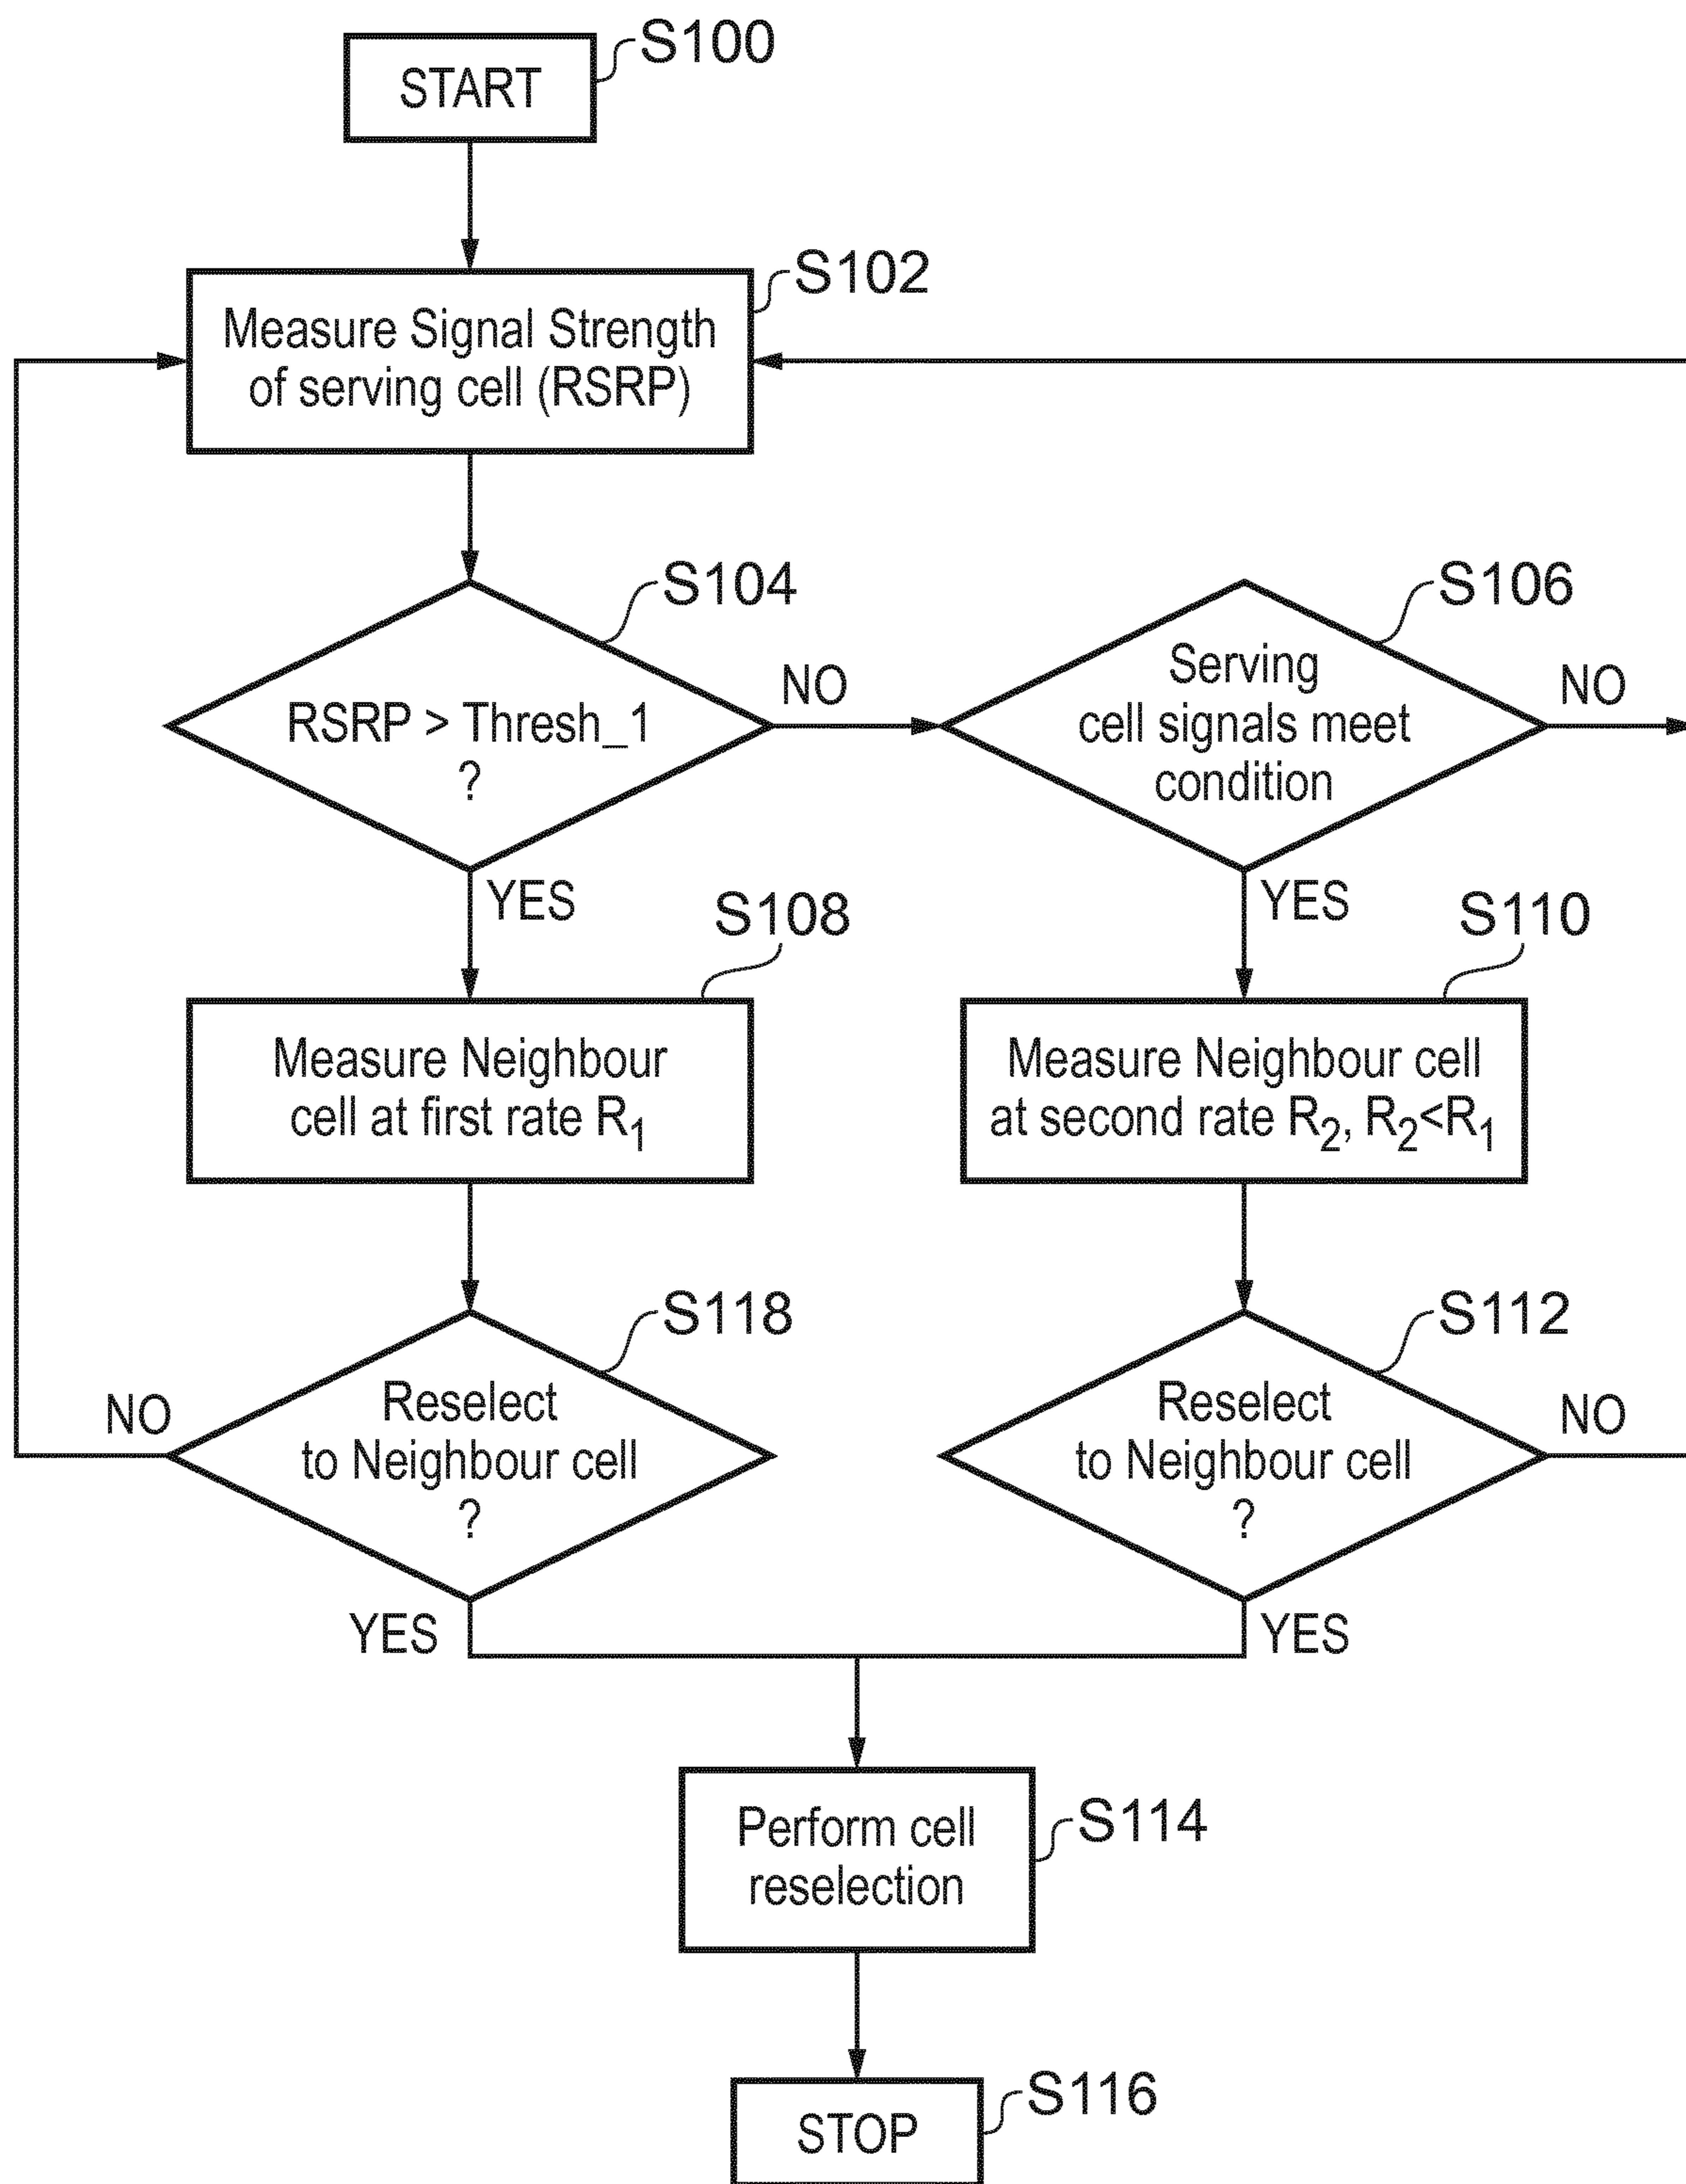 START
S100
Measure Signal Strength
of serving cell (RSRP)
S102
RSRP > Thresh_1
?
S104
NO
YES
Serving
cell signals meet
condition
S106
NO
YES
Measure Neighbour
cell at first rate R1
S108
Measure Neighbour cell
at second rate R2, R2<R1
S110
Reselect
to Neighbour cell
?
S118
NO
YES
Reselect
to Neighbour cell
?
S112
NO
YES
Perform cell
reselection
S114
STOP
S116